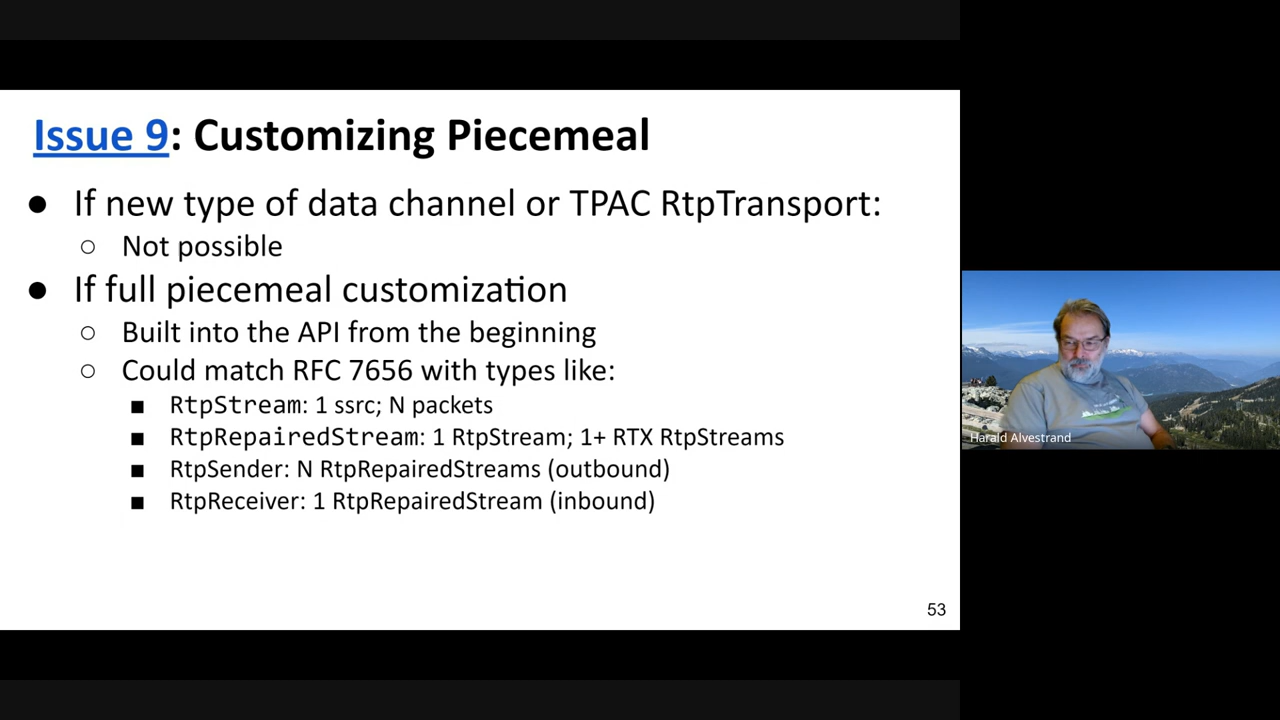 Issue 9: Customizing Piecemeal
● If new type of data channel or TPAC RtpTransport:
○ Not possible
● If full piecemeal customization
○ Built into the API from the beginning
○ Could match RFC 7656 with types like:
■ RtpStream: 1 ssrc; N packets
■ RtpRepairedStream: 1 RtpStream; 1+ RTX RtpStreams
■ RtpSender: N RtpRepairedStreams (outbound)
■ RtpReceiver: 1 RtpRepairedStream (inbound)
53
Harald Alvestrand